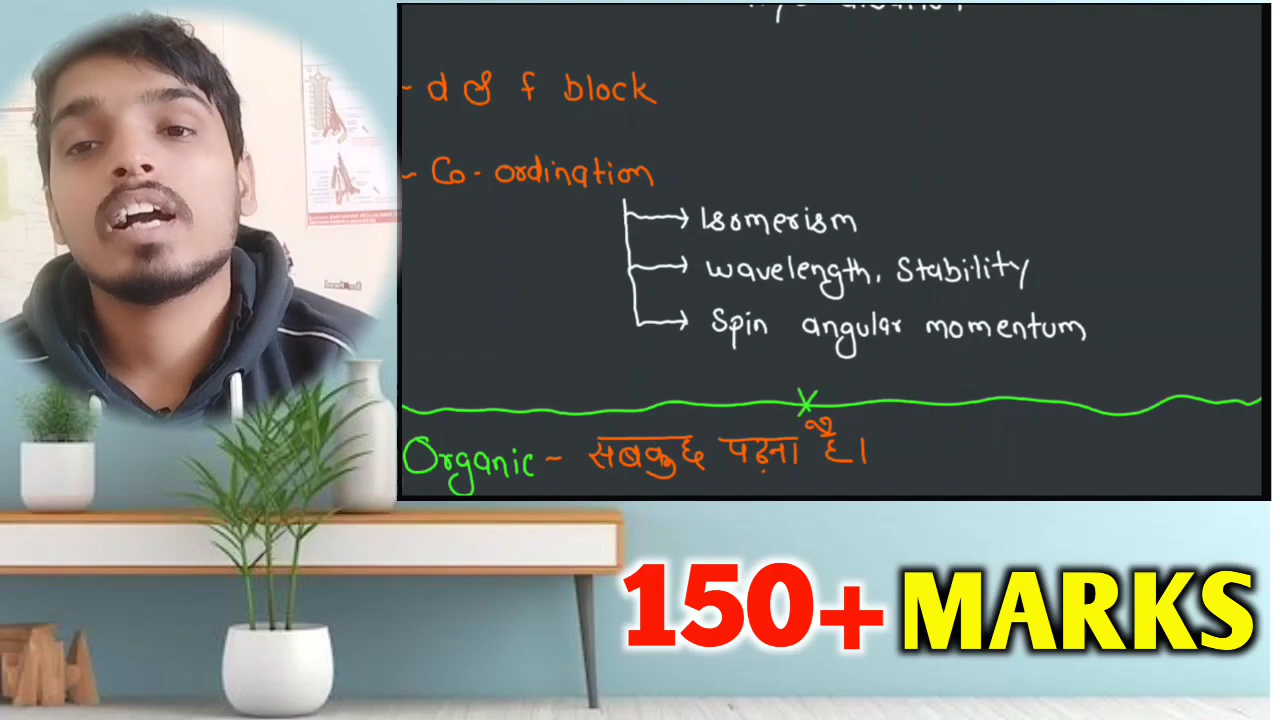 - d & f block
- Co-ordination
Isomerism
wavelength, Stability
Spin angular momentum
Organic - सबकुछ पढ़ना है।
150+ MARKS